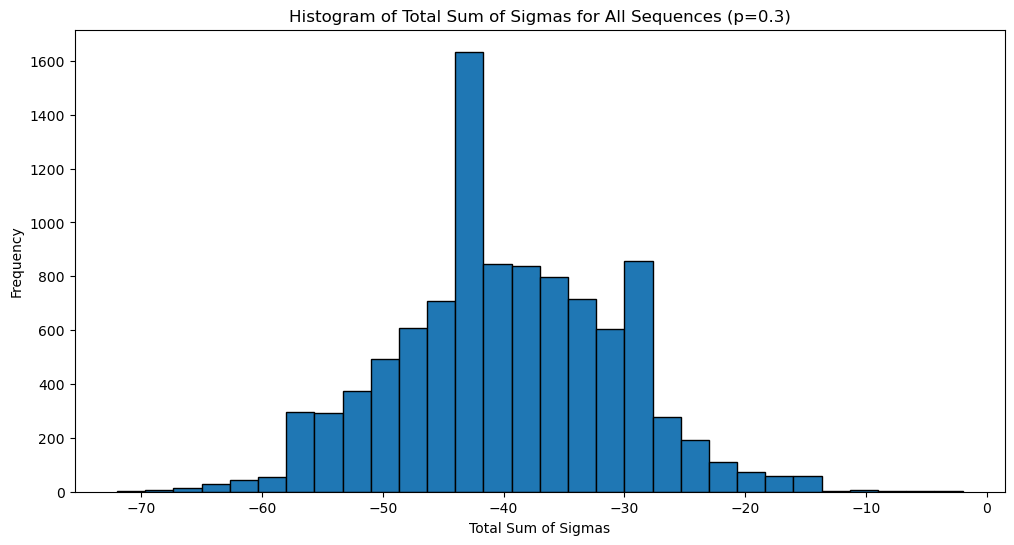 Histogram of Total Sum of Sigmas for All Sequences (p=0.3)
1600
1400
1200
1000
800
600
400
200
0
Frequency
−70 −60 −50 −40 −30 −20 −10 0
Total Sum of Sigmas